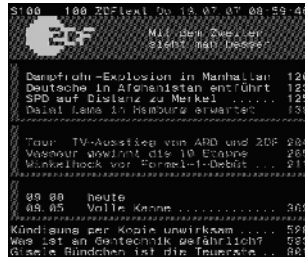 S100 100 ZDFtext Do 19.07.07 08:59:46
ZDF
Mit dem Zweiten
sieht man besser
Dampfrohr-Explosion in Manhattan 126
Deutsche in Afghanistan entführt
SPD auf Distanz zu Merkel ......
Dalai Lama in Hamburg erwartet
Tour TV-Ausstieg von ARD und ZDF
Vasseur gewinnt die 10 Etappe
Winkelhock vor Formel-1-Debüt ...
09 00 heute
09.05 Volle Kanne
Kündigung per Kopie unwirksam .....
Was ist an Gentechnik gefährlich?
Gisele Bündchen ist die Teuerste ..